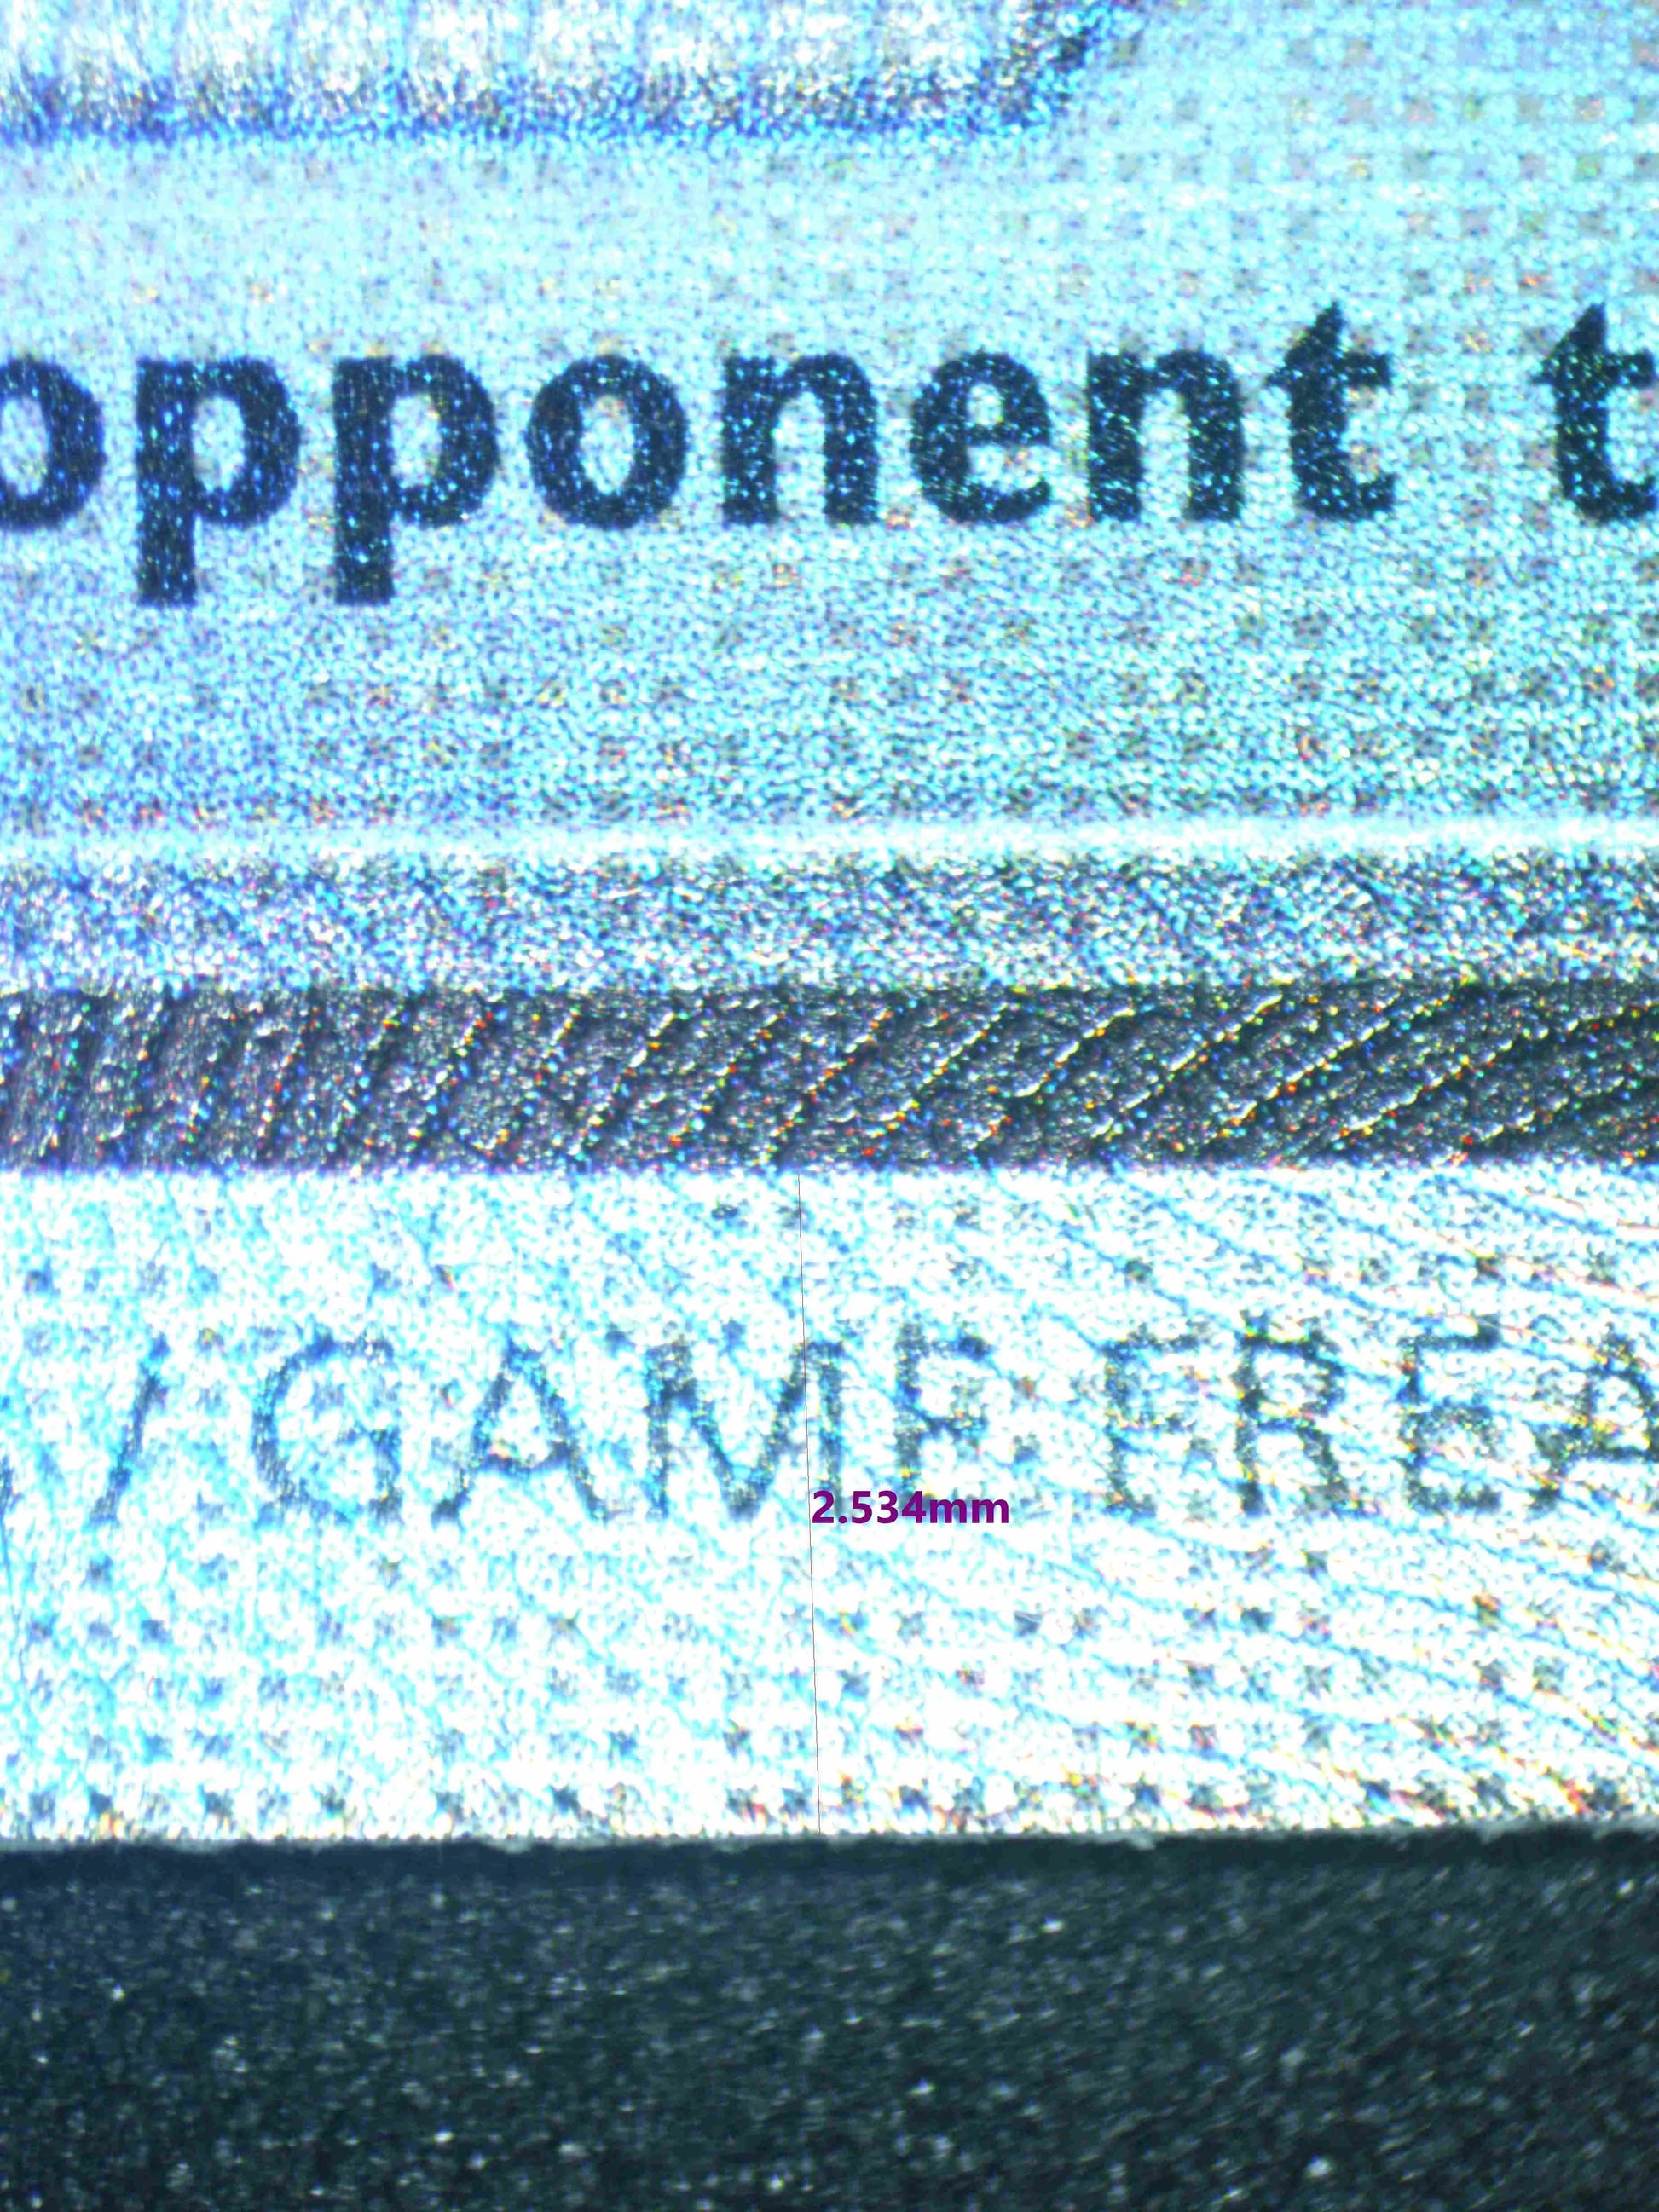 opponent t
/ GAME FREA
2.534mm